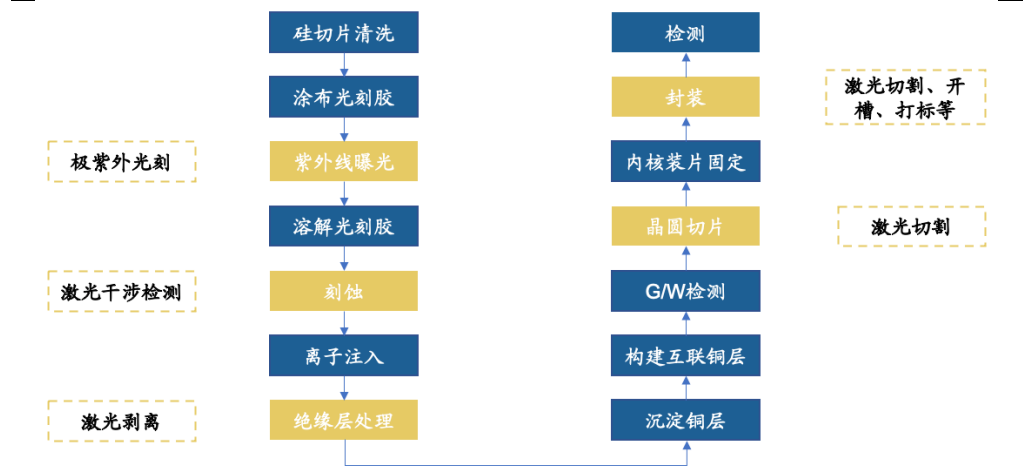 硅切片清洗
涂布光刻胶
极紫外光刻
紫外线曝光
溶解光刻胶
激光干涉检测
刻蚀
离子注入
激光剥离
绝缘层处理
检测
封装
激光切割、开
槽、打标等
内核装片固定
晶圆切片
激光切割
G/W检测
构建互联铜层
沉淀铜层